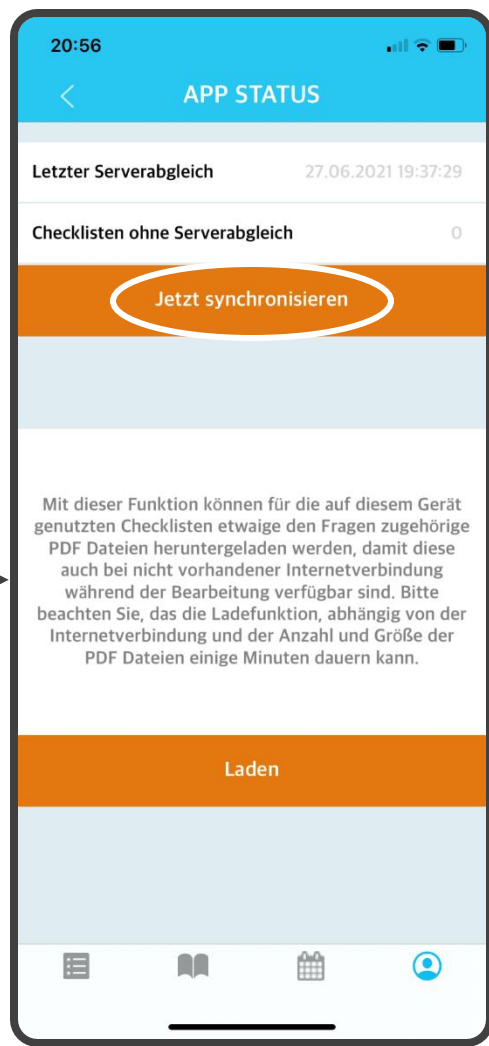 20:56
APP STATUS
Letzter Serverabgleich 27.06.2021 19:37:29
Checklisten ohne Serverabgleich 0
Jetzt synchronisieren
Mit dieser Funktion können für die auf diesem Gerät
genutzten Checklisten etwaige den Fragen zugehörige
PDF Dateien heruntergeladen werden, damit diese
auch bei nicht vorhandener Internetverbindung
während der Bearbeitung verfügbar sind. Bitte
beachten Sie, das die Ladefunktion, abhängig von der
Internetverbindung und der Anzahl und Größe der
PDF Dateien einige Minuten dauern kann.
Laden